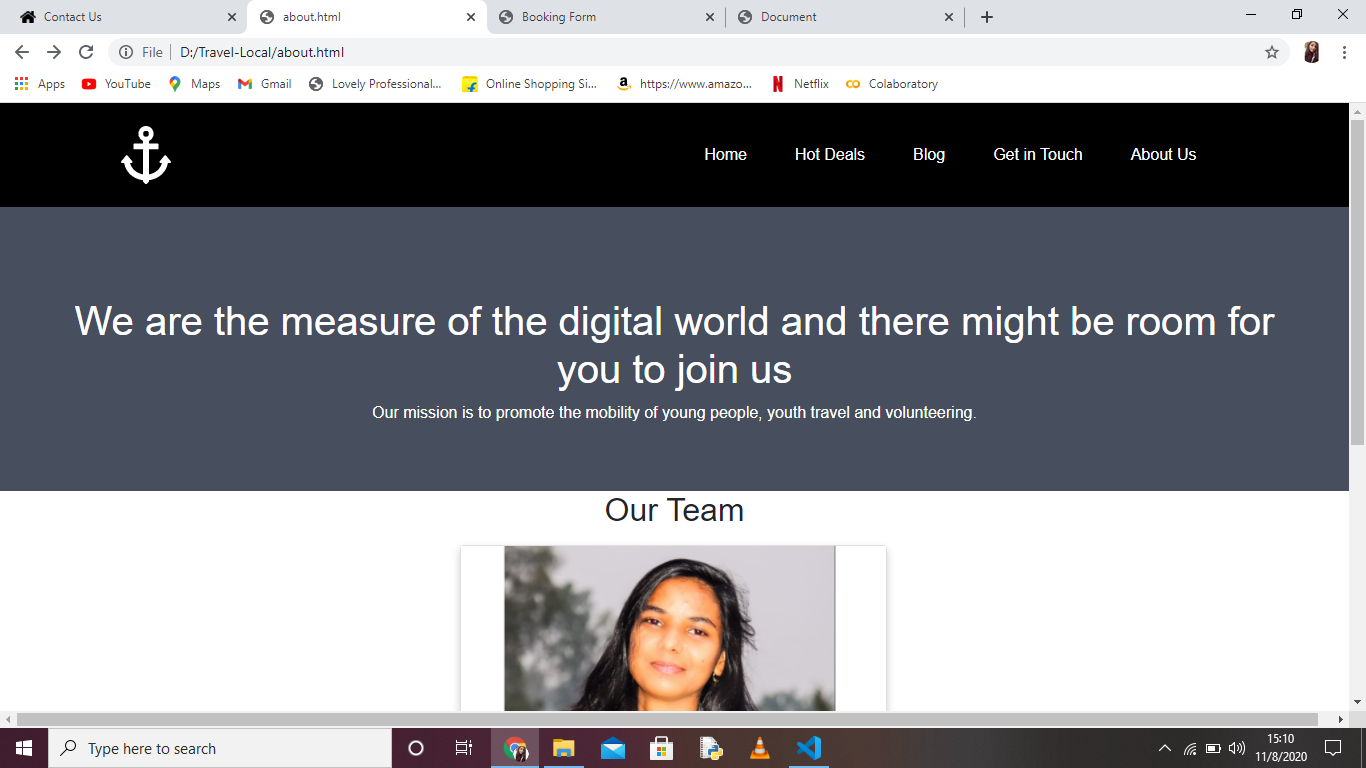 Contact Us
about.html
Booking Form
Document
File
D:/Travel-Local/about.html
Apps
YouTube
Maps
Gmail
Lovely Professional...
Online Shopping Si...
https://www.amazo...
Netflix
Colaboratory
Home
Hot Deals
Blog
Get in Touch
About Us
We are the measure of the digital world and there might be room for
you to join us
Our mission is to promote the mobility of young people, youth travel and volunteering.
Our Team
Type here to search
15:10
11/8/2020